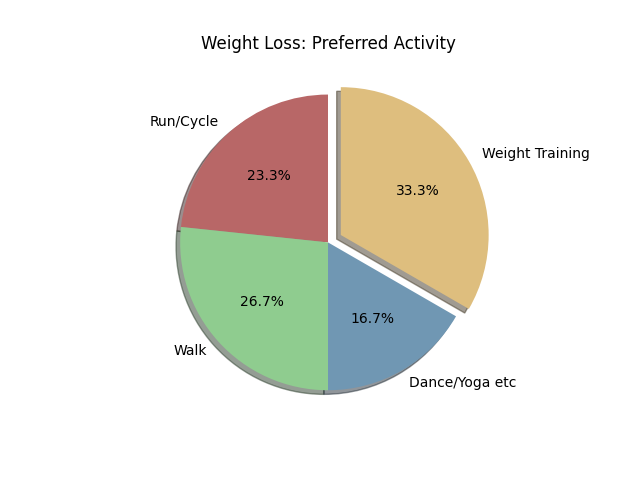 Weight Loss: Preferred Activity
Run/Cycle
Weight Training
23.3%
33.3%
26.7%
16.7%
Walk
Dance/Yoga etc